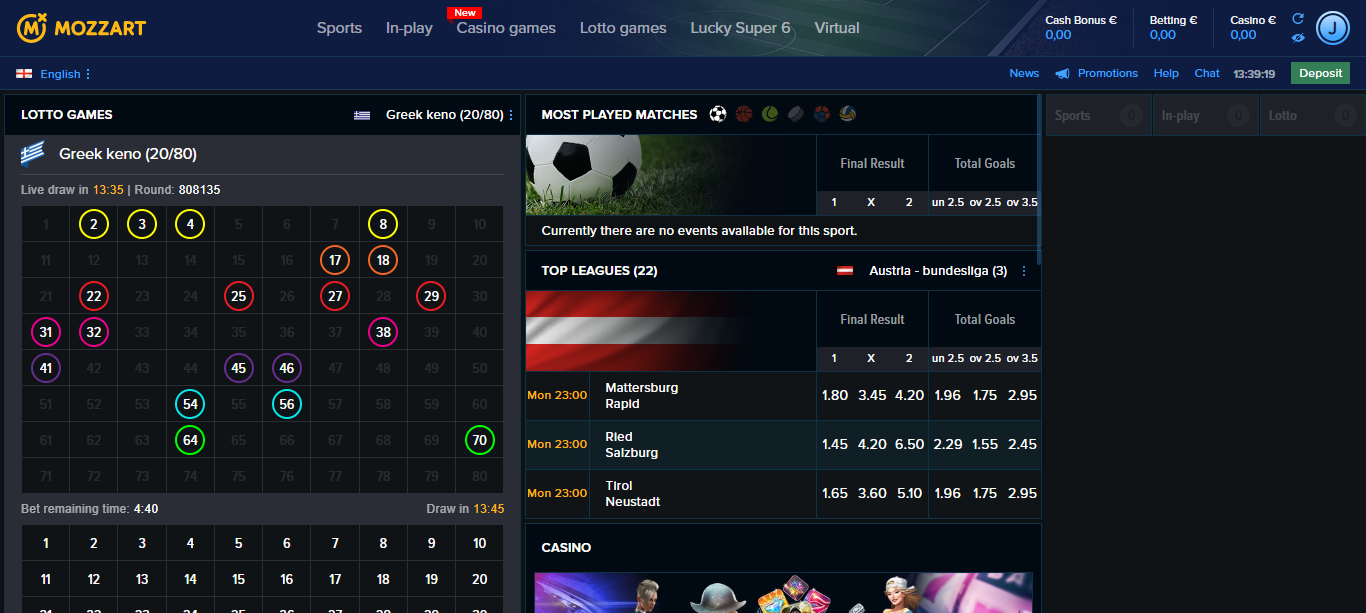 MOZZART
Sports
In-play
New
Casino games
Lotto games
Lucky Super 6
Virtual
Cash Bonus €
0,00
Betting €
0,00
Casino €
0,00
J
English
News
Promotions
Help
Chat
13:39:19
Deposit
LOTTO GAMES
Greek keno (20/80)
Greek keno (20/80)
Live draw in 13:35 | Round: 808135
1 2 3 4 5 6 7 8 9 10
11 12 13 14 15 16 17 18 19 20
21 22 23 24 25 26 27 28 29 30
31 32 33 34 35 36 37 38 39 40
41 42 43 44 45 46 47 48 49 50
51 52 53 54 55 56 57 58 59 60
61 62 63 64 65 66 67 68 69 70
71 72 73 74 75 76 77 78 79 80
Bet remaining time: 4:40
Draw in 13:45
1 2 3 4 5 6 7 8 9 10
11 12 13 14 15 16 17 18 19 20
MOST PLAYED MATCHES
Final Result
Total Goals
1 X 2 un 2.5 ov 2.5 ov 3.5
Currently there are no events available for this sport.
TOP LEAGUES (22)
Austria - bundesliga (3)
Final Result
Total Goals
1 X 2 un 2.5 ov 2.5 ov 3.5
Mon 23:00
Mattersburg
Rapid
1.80 3.45 4.20 1.96 1.75 2.95
Mon 23:00
Ried
Salzburg
1.45 4.20 6.50 2.29 1.55 2.45
Mon 23:00
Tirol
Neustadt
1.65 3.60 5.10 1.96 1.75 2.95
CASINO
Sports 0
In-play 0
Lotto 0